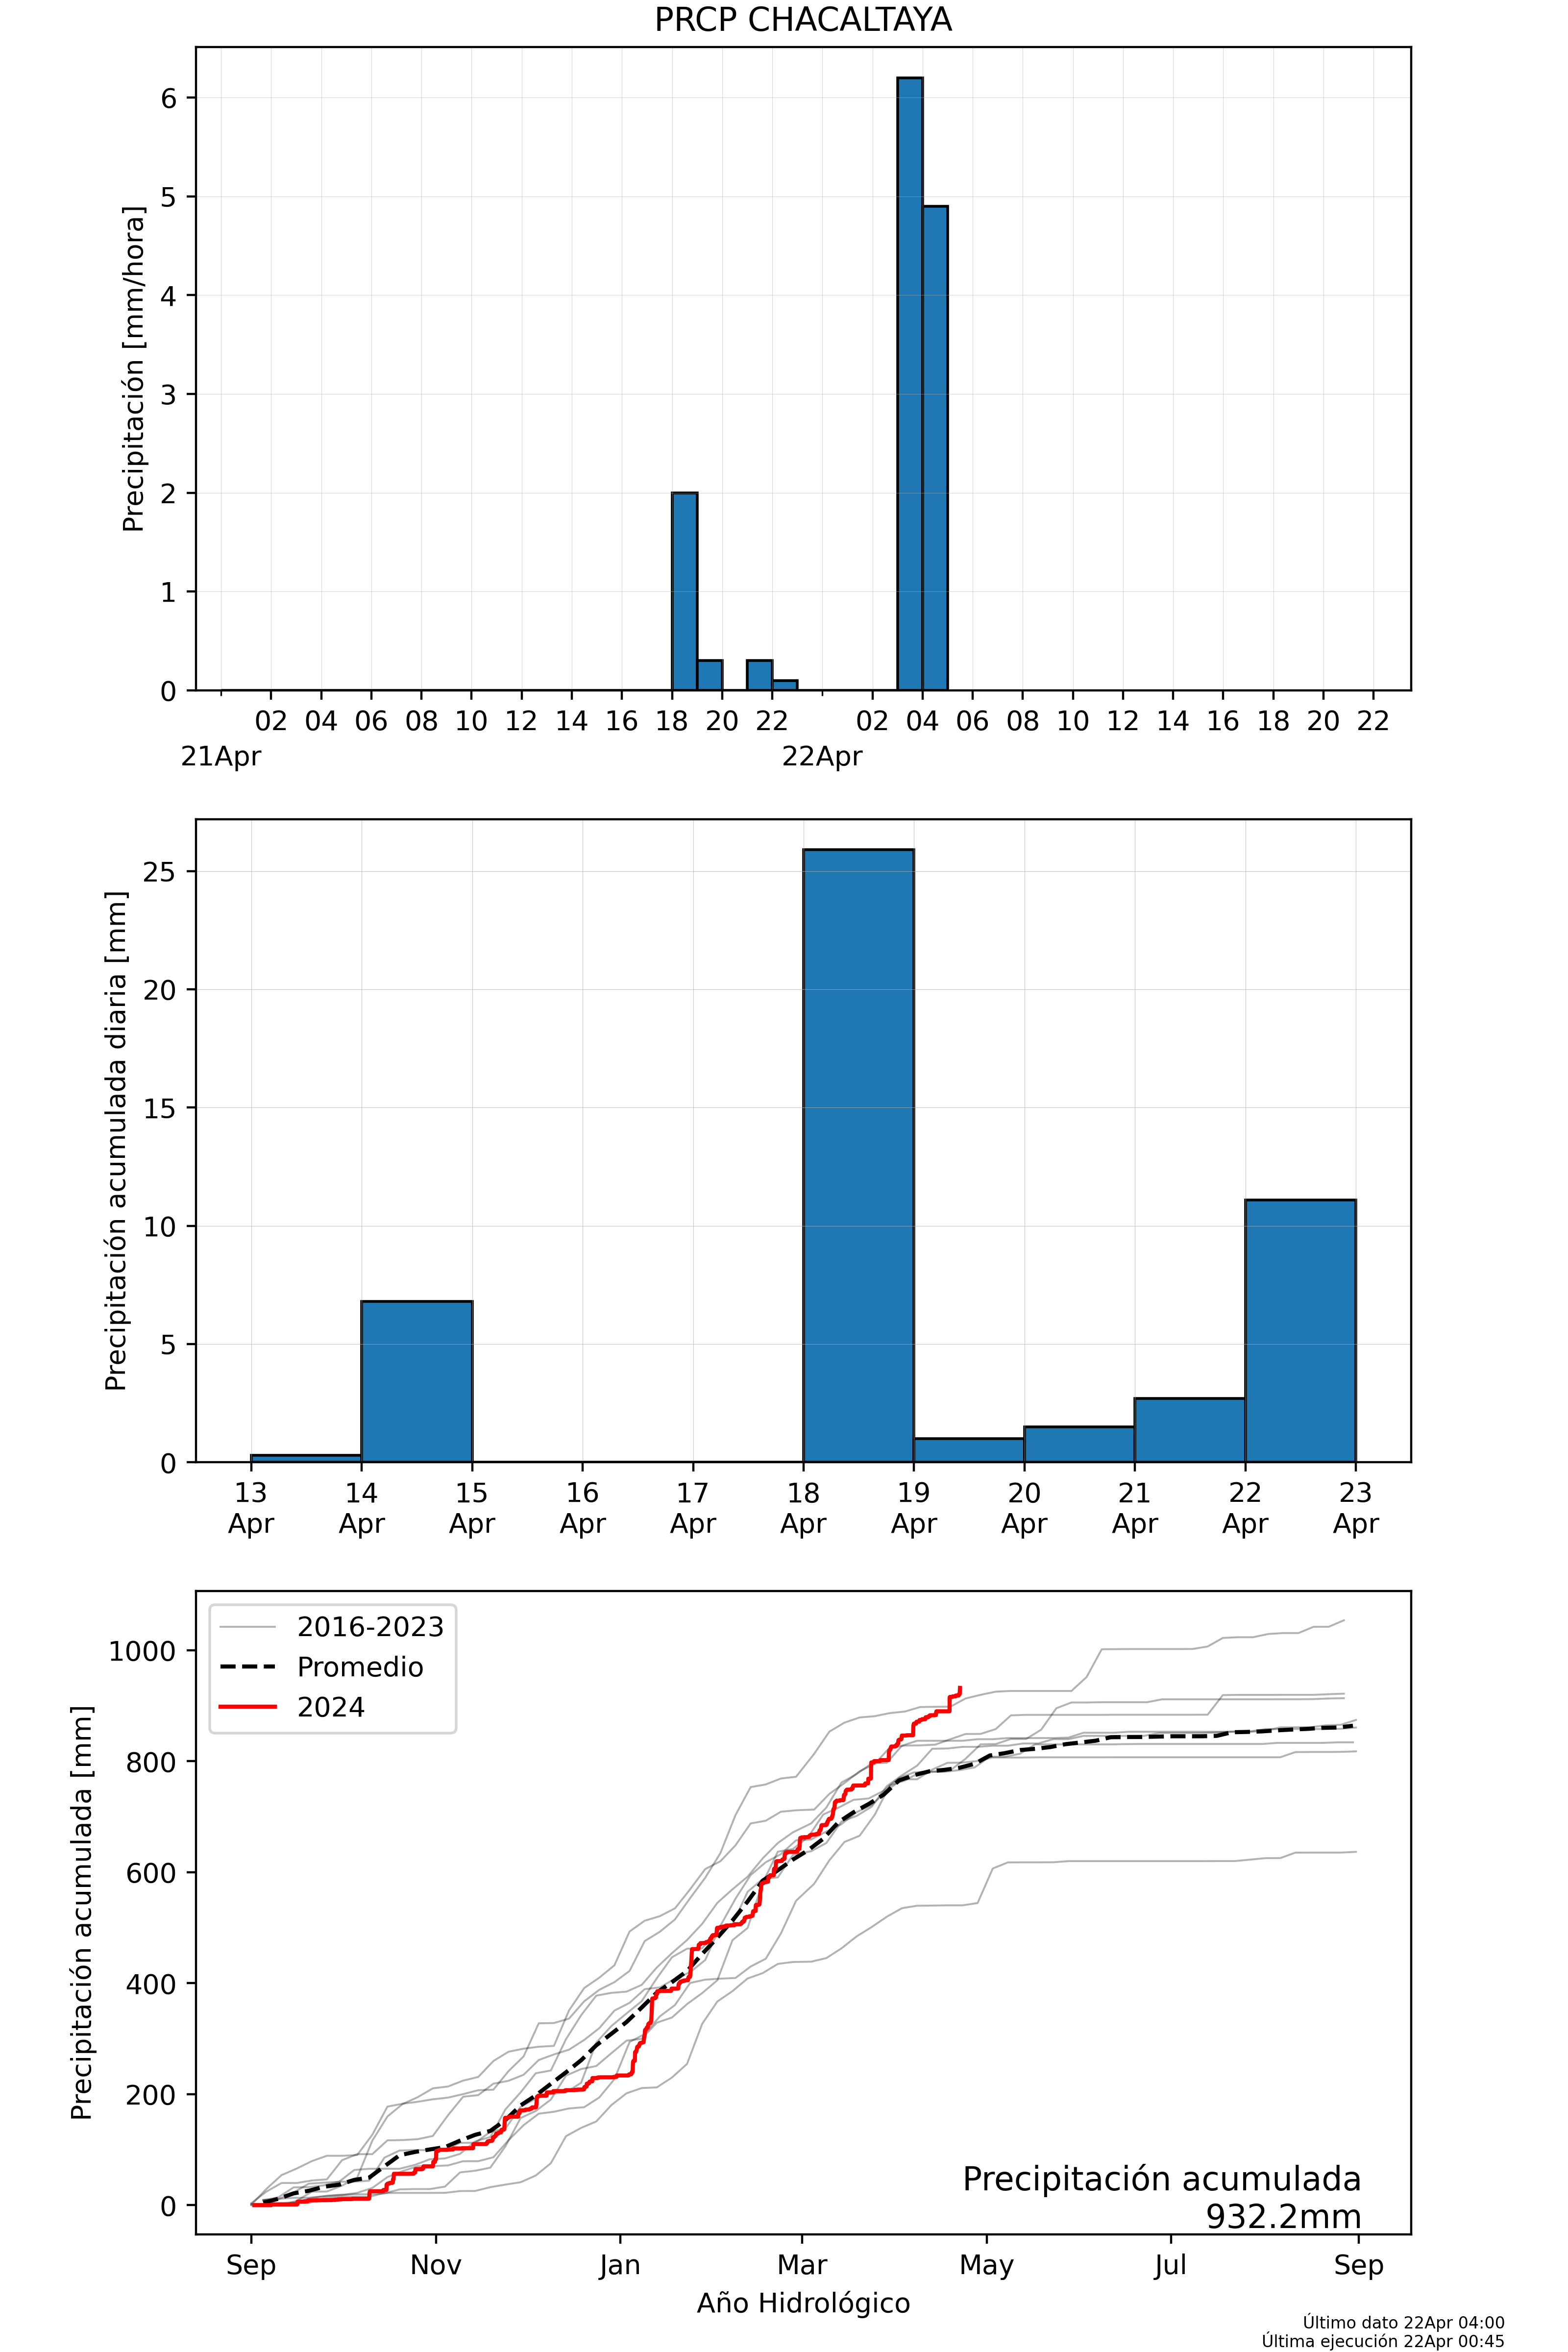 PRCP CHACALTAYA
Precipitación [mm/hora]
6
5
4
3
2
1
0
02 04 06 08 10 12 14 16 18 20 22 02 04 06 08 10 12 14 16 18 20 22
21Apr 22Apr
Precipitación acumulada diaria [mm]
25
20
15
10
5
0
13 14 15 16 17 18 19 20 21 22 23
Apr Apr Apr Apr Apr Apr Apr Apr Apr Apr Apr
Precipitación acumulada [mm]
1000
800
600
400
200
0
2016-2023
Promedio
2024
Precipitación acumulada
932.2mm
Sep Nov Jan Mar May Jul Sep
Año Hidrológico
Último dato 22Apr 04:00
Última ejecución 22Apr 00:45